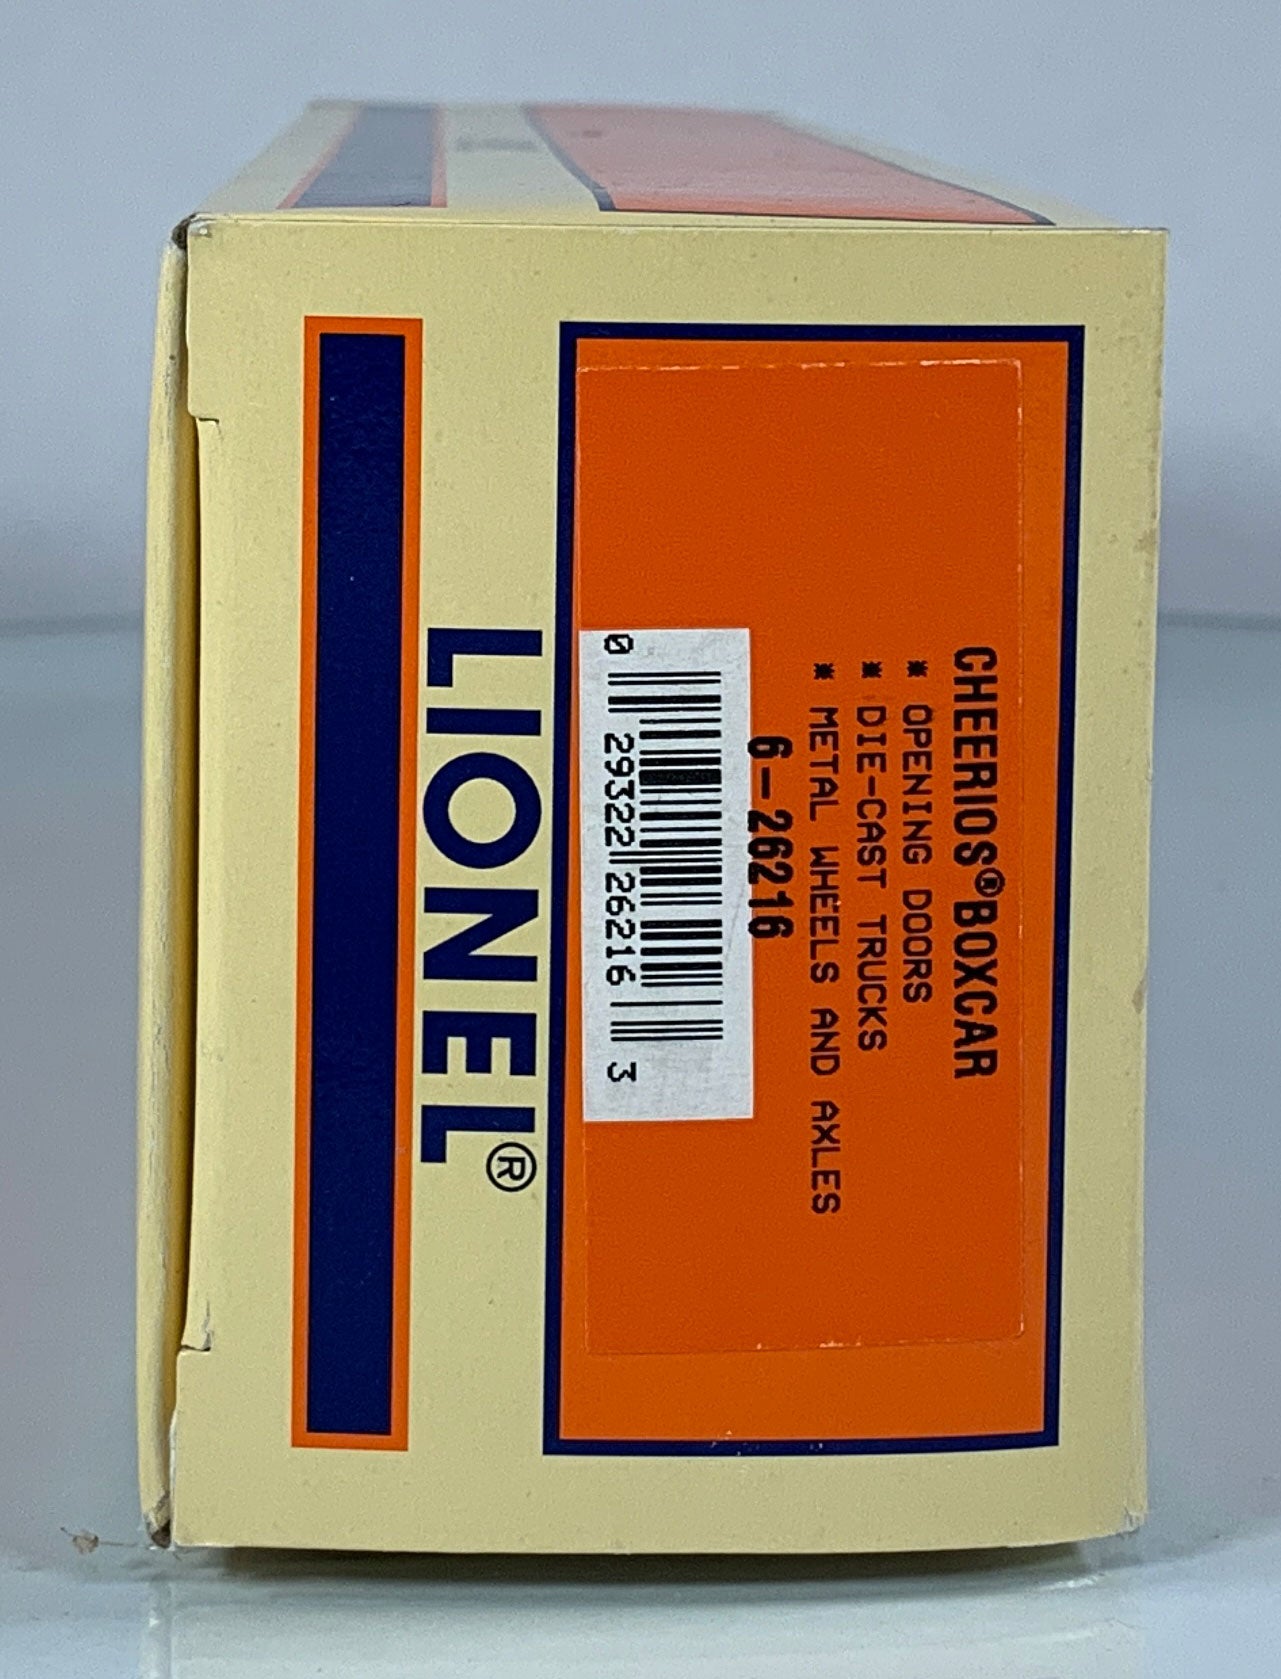 CHEERIOS® BOXCAR
* OPENING DOORS
* DIE-CAST TRUCKS
* METAL WHEELS AND AXLES
6-26216
0 29322 26216 3
LIONEL®